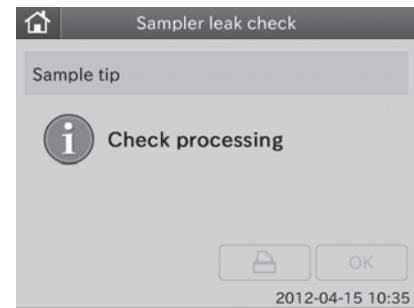 Sampler leak check
Sample tip
Check processing
OK
2012-04-15 10:35